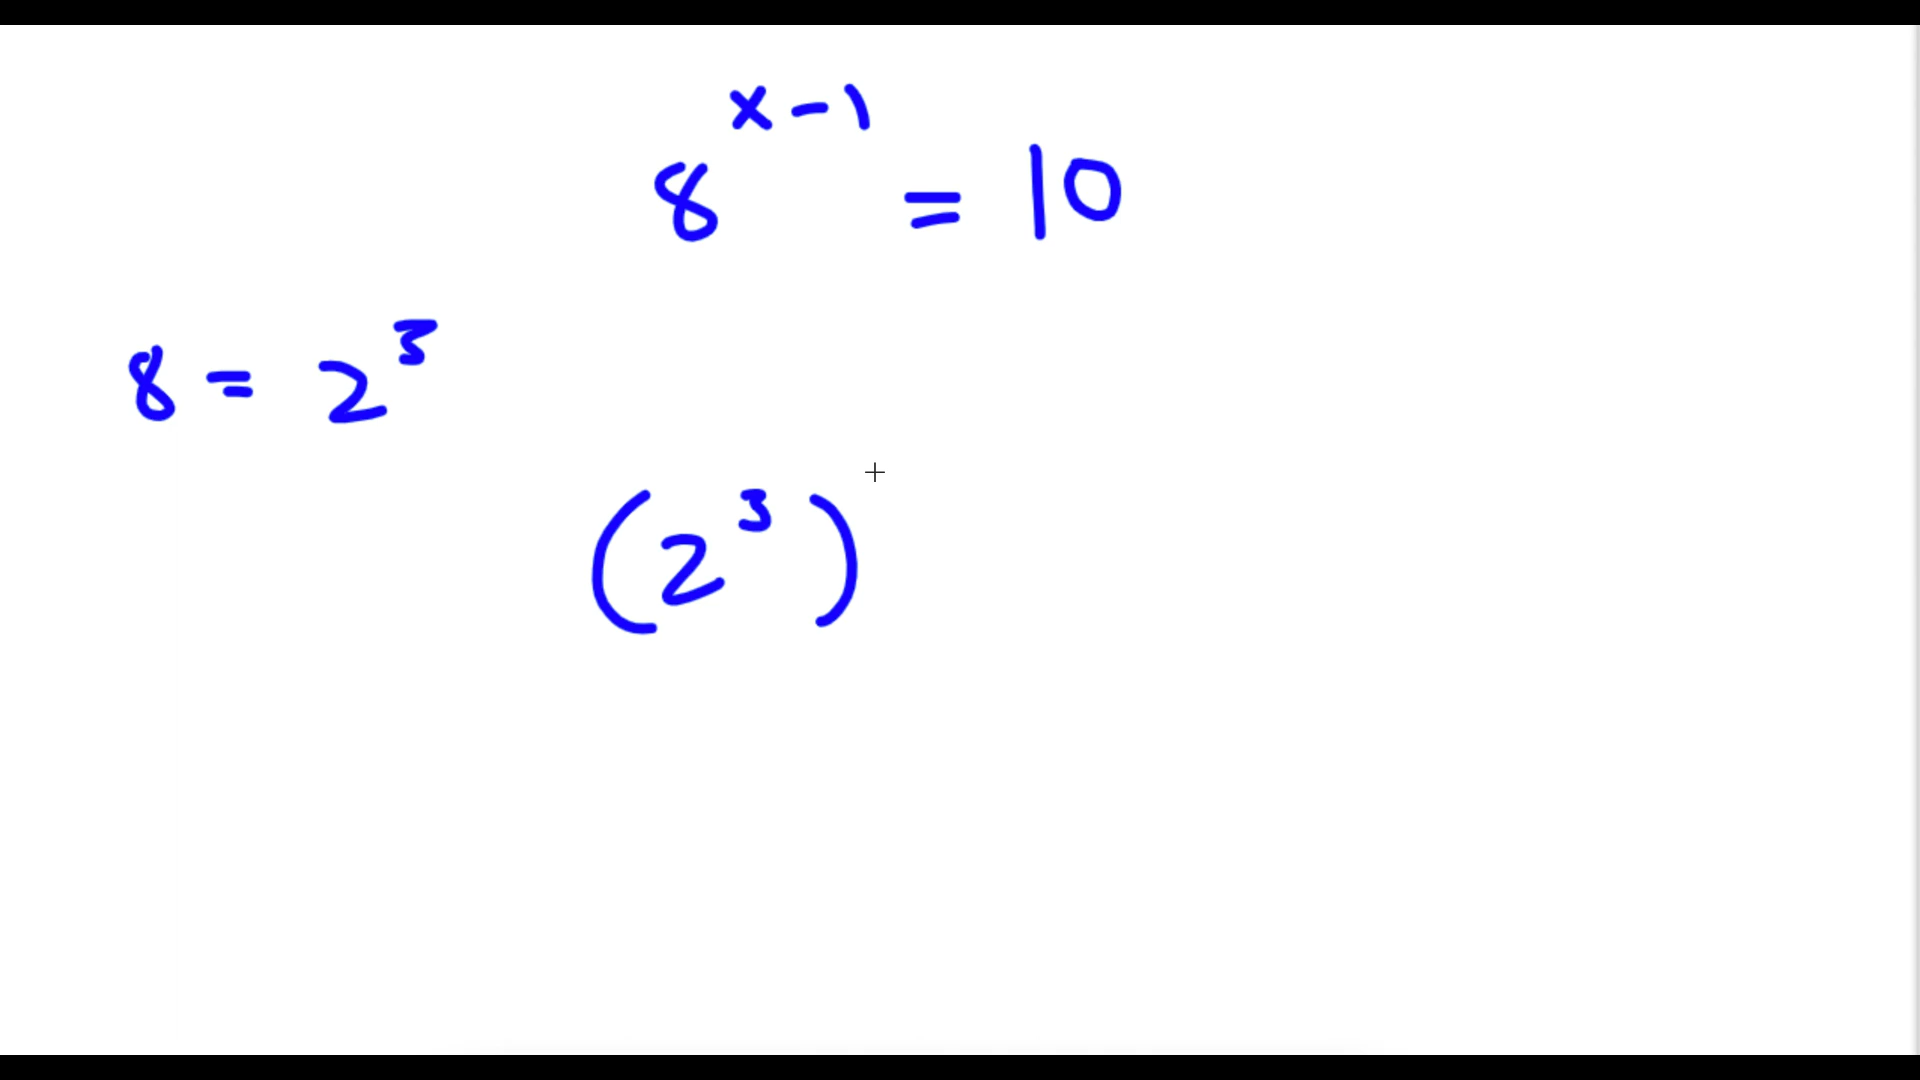 8^{x-1} = 10
8 = 2^3
(2^3)